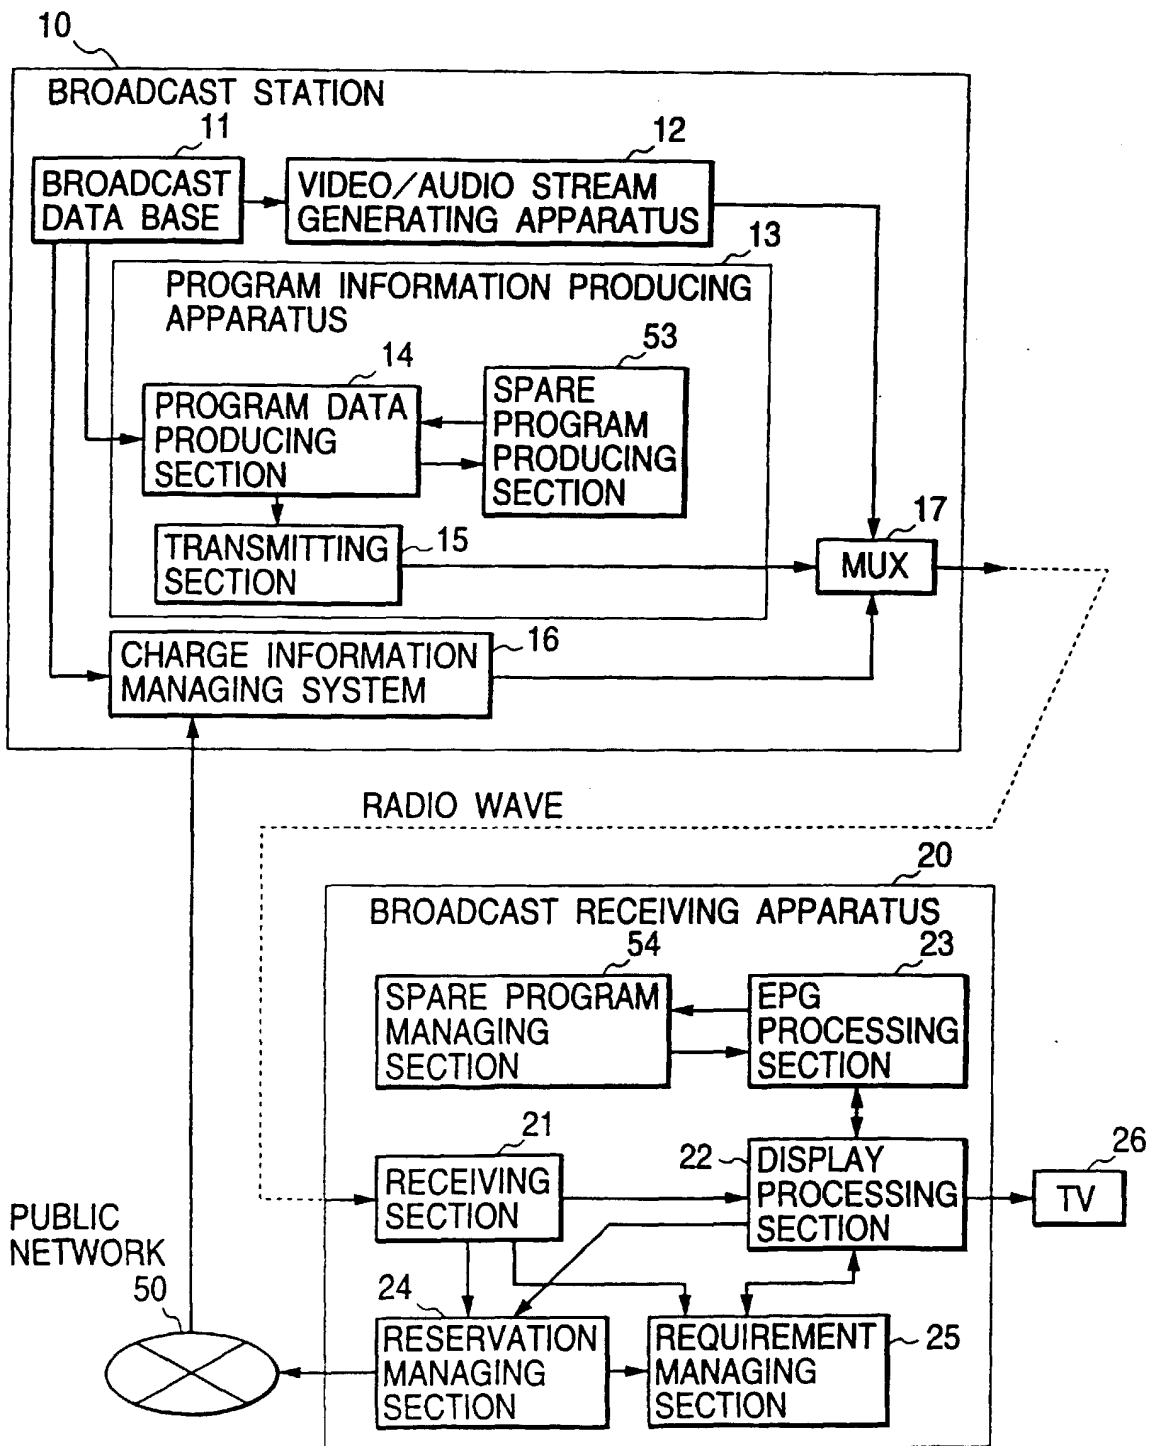 10
BROADCAST STATION
11
12
BROADCAST
DATA BASE
VIDEO/AUDIO STREAM
GENERATING APPARATUS
13
PROGRAM INFORMATION PRODUCING
APPARATUS
14
53
PROGRAM DATA
PRODUCING
SECTION
SPARE
PROGRAM
PRODUCING
SECTION
15
17
TRANSMITTING
SECTION
MUX
16
CHARGE INFORMATION
MANAGING SYSTEM
RADIO WAVE
20
BROADCAST RECEIVING APPARATUS
54
23
SPARE PROGRAM
MANAGING
SECTION
EPG
PROCESSING
SECTION
21
22
26
RECEIVING
SECTION
DISPLAY
PROCESSING
SECTION
TV
PUBLIC
NETWORK
50
24
25
RESERVATION
MANAGING
SECTION
REQUIREMENT
MANAGING
SECTION